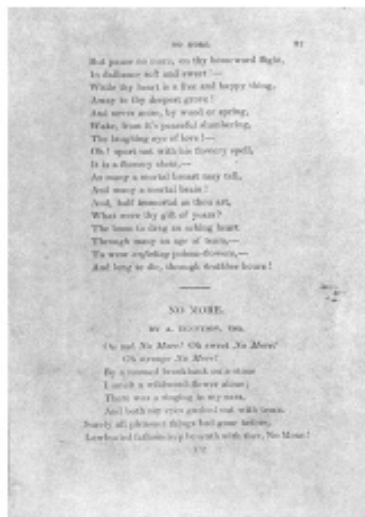 NO MORE. 91
But pause no more, on thy homeward flight,
In dalliance soft and sweet!—
While thy heart is a free and happy thing,
Away to thy deepest grove!
And never more, by wood or spring,
Wake, from it's peaceful slumbering,
The laughing eye of love!—
Oh! sport not with his flowery spell,
It is a flowery cheat,—
As many a mortal breast may tell,
And many a mortal brain!
And, half immortal as thou art,
What were thy gift of years?
The boon to drag an aching heart
Through many an age of tears,—
To wear unfading poison-flowers,—
And long to die, through deathless hours!
NO MORE.
BY A. TENNYSON, ESQ.
Oh sad No More! Oh sweet No More!
Oh strange No More!
By a mossed brookbank on a stone
I smelt a wildweed flower alone;
There was a ringing in my ears,
And both my eyes gushed out with tears.
Surely all pleasant things had gone before,
Lowburied fathomdeep beneath with thee, No More!